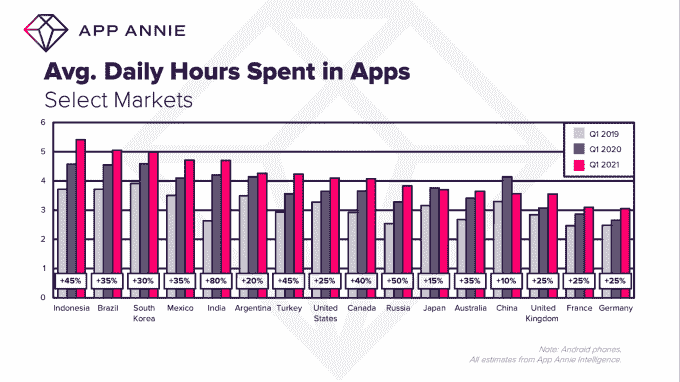 APP ANNIE
Avg. Daily Hours Spent in Apps
Select Markets
6
5
4
3
2
1
0
Q1 2019
Q1 2020
Q1 2021
+45% +35% +30% +35% +80% +20% +45% +25% +40% +50% +15% +35% +10% +25% +25% +25%
Indonesia Brazil South Korea Mexico India Argentina Turkey United States Canada Russia Japan Australia China United Kingdom France Germany
Note: Android phones.
All estimates from App Annie Intelligence.